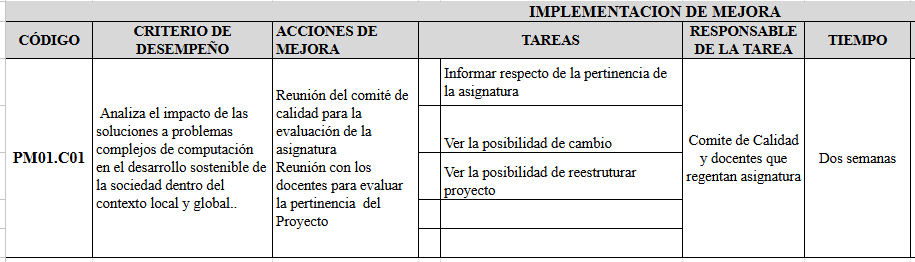 IMPLEMENTACION DE MEJORA
CÓDIGO
CRITERIO DE
DESEMPEÑO
ACCIONES DE
MEJORA
TAREAS
RESPONSABLE
DE LA TAREA
TIEMPO
PM01.C01
Analiza el impacto de las
soluciones a problemas
complejos de computación
en el desarrollo sostenible de
la sociedad dentro del
contexto local y global..
Reunión del comité de
calidad para la
evaluación de la
asignatura
Reunión con los
docentes para evaluar
la pertinencia del
Proyecto
Informar respecto de la pertinencia de
la asignatura
Ver la posibilidad de cambio
Ver la posibilidad de reestruturar
proyecto
Comite de Calidad
y docentes que
regentan asignatura
Dos semanas